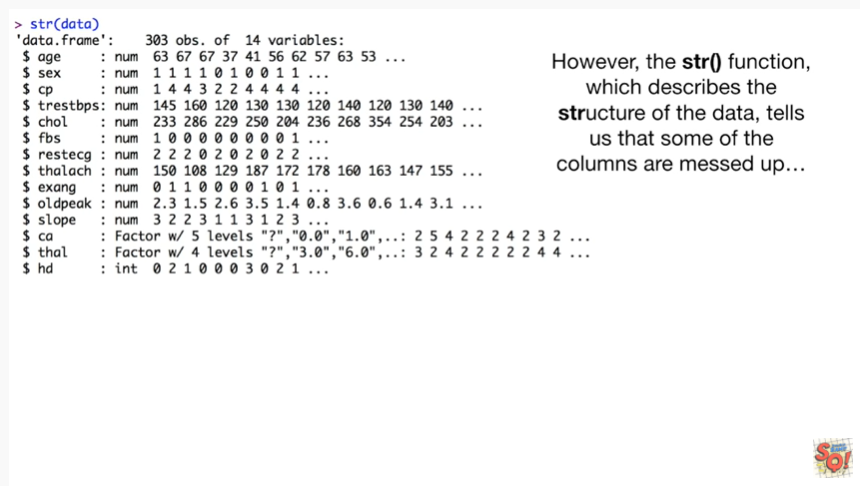 > str(data)
'data.frame':    303 obs. of  14 variables:
 $ age     : num  63 67 67 37 41 56 62 57 63 53 ...
 $ sex     : num  1 1 1 1 0 1 0 0 1 1 ...
 $ cp      : num  1 4 4 3 2 2 4 4 4 4 ...
 $ trestbps: num  145 160 120 130 130 120 140 120 130 140 ...
 $ chol    : num  233 286 229 250 204 236 268 354 254 203 ...
 $ fbs     : num  1 0 0 0 0 0 0 0 0 1 ...
 $ restecg : num  2 2 2 0 2 0 2 0 2 2 ...
 $ thalach : num  150 108 129 187 172 178 160 163 147 155 ...
 $ exang   : num  0 1 1 0 0 0 0 1 0 1 ...
 $ oldpeak : num  2.3 1.5 2.6 3.5 1.4 0.8 3.6 0.6 1.4 3.1 ...
 $ slope   : num  3 2 2 3 1 1 3 1 2 3 ...
 $ ca      : Factor w/ 5 levels "?","0.0","1.0",..: 2 5 4 2 2 2 4 2 3 2 ...
 $ thal    : Factor w/ 4 levels "?","3.0","6.0",..: 3 2 4 2 2 2 2 2 4 4 ...
 $ hd      : int  0 2 1 0 0 0 3 0 2 1 ...
However, the str() function,
which describes the
structure of the data, tells
us that some of the
columns are messed up…
SQ!